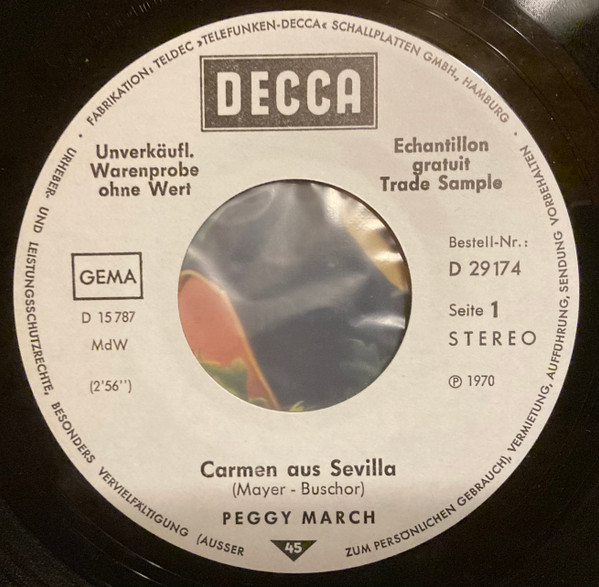 · FABRIKATION: TELDEC »TELEFUNKEN-DECCA« SCHALLPLATTEN GMBH., HAMBURG ·
DECCA
Unverkäufl.
Warenprobe
ohne Wert
Echantillon
gratuit
Trade Sample
GEMA
D 15 787
MdW
(2'56'')
Bestell-Nr.:
D 29174
Seite 1
STEREO
Ⓟ 1970
Carmen aus Sevilla
(Mayer - Buschor)
PEGGY MARCH
45
URHEBER- UND LEISTUNGSSCHUTZRECHTE, BESONDERS VERVIELFÄLTIGUNG (AUSSER ZUM PERSÖNLICHEN GEBRAUCH), VERMIETUNG, AUFFÜHRUNG, SENDUNG VORBEHALTEN